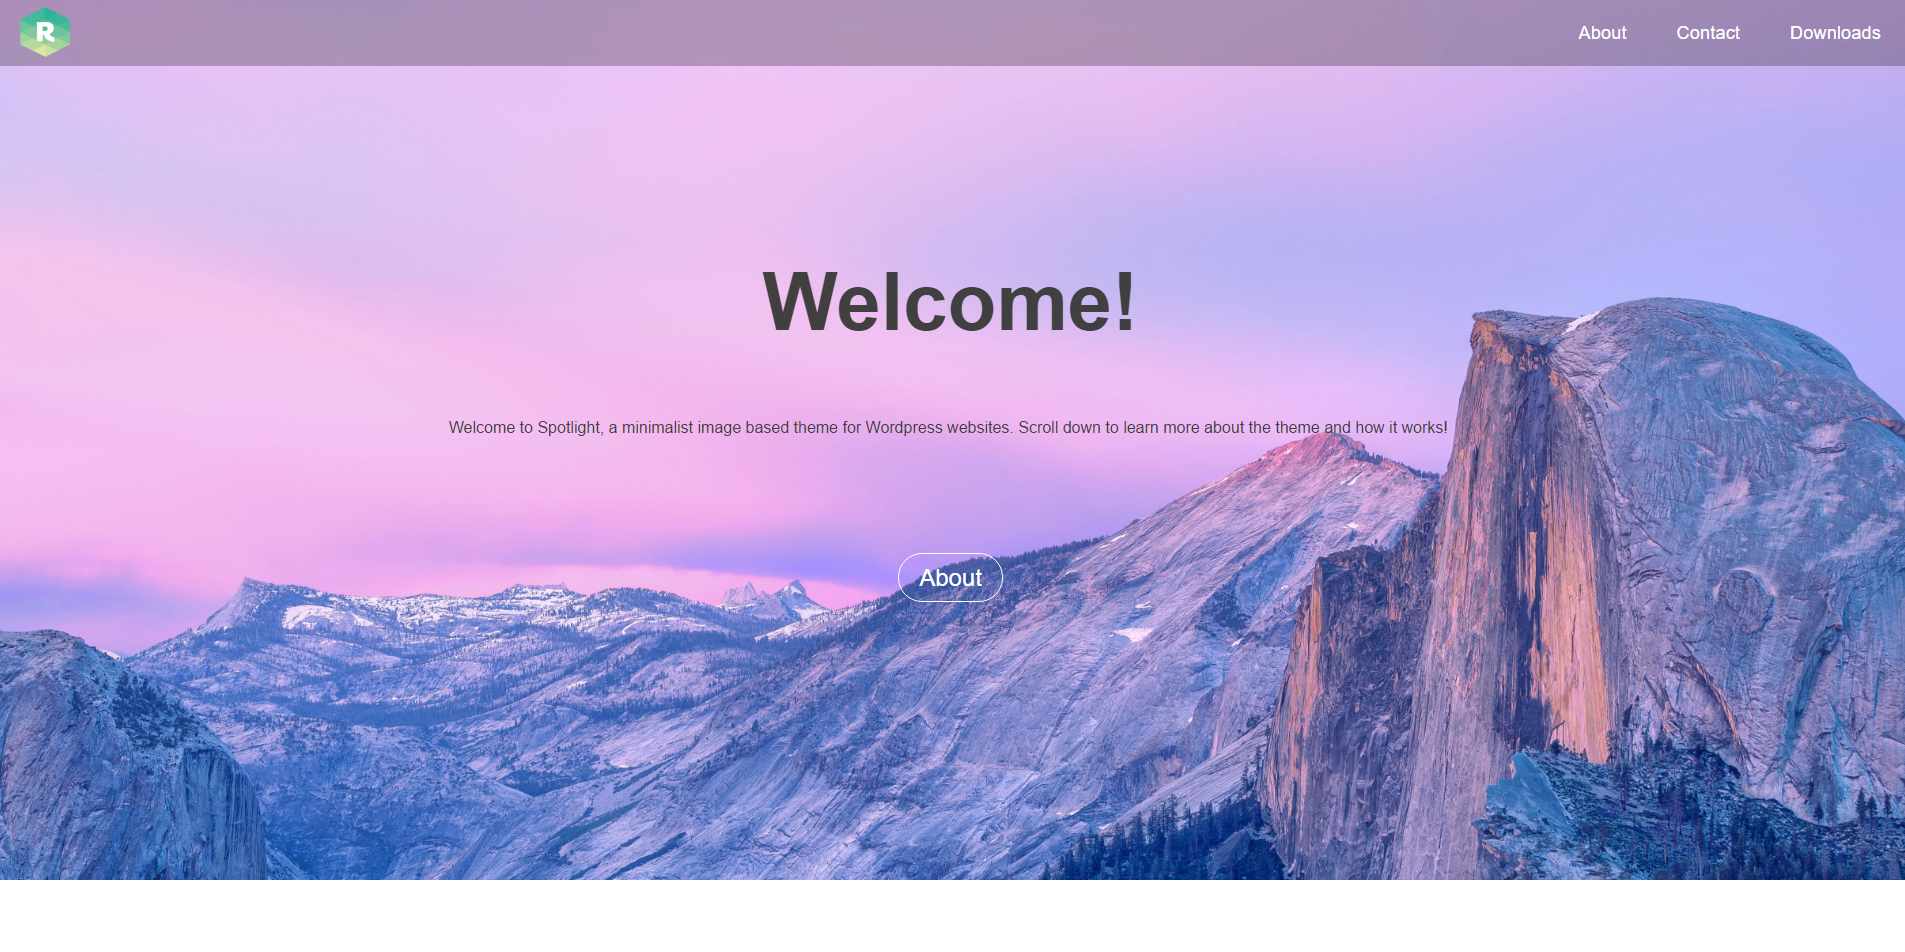 R
About Contact Downloads
Welcome!
Welcome to Spotlight, a minimalist image based theme for Wordpress websites. Scroll down to learn more about the theme and how it works!
About